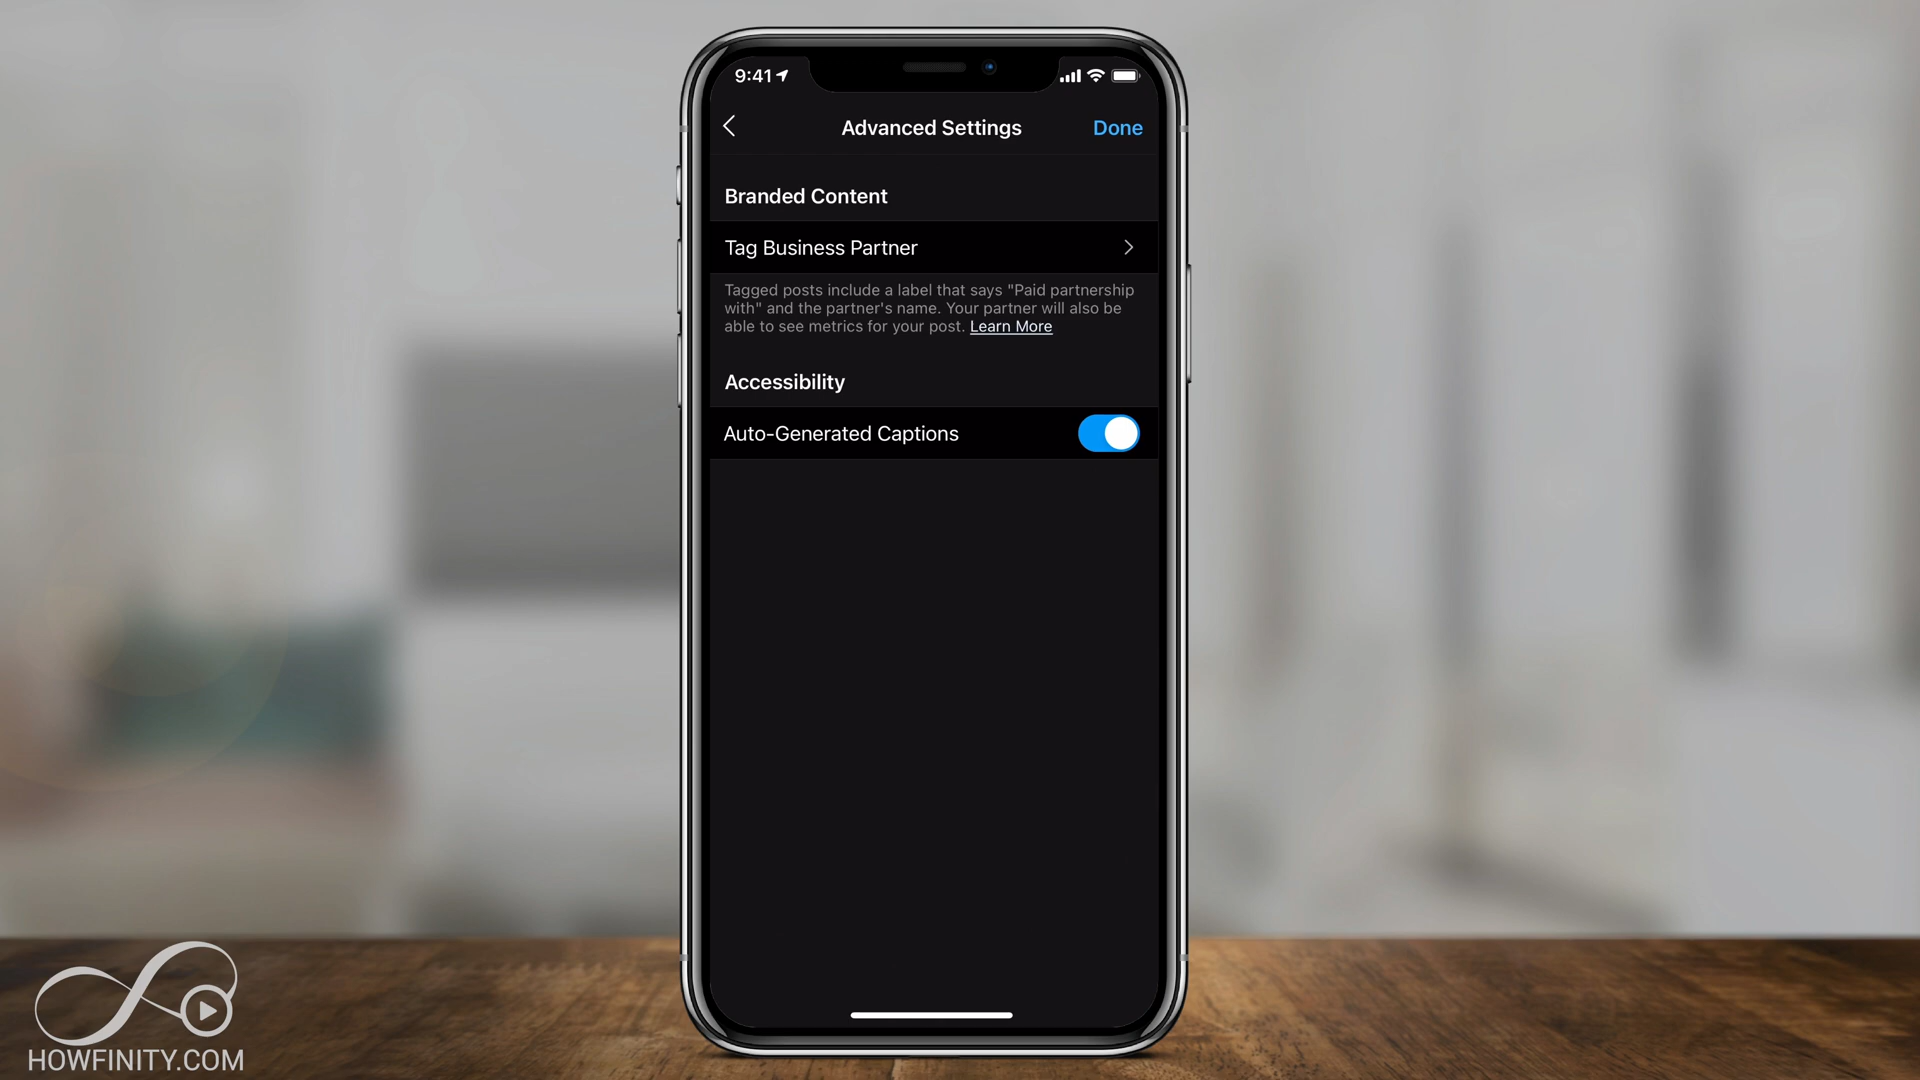 9:41
Advanced Settings
Done
Branded Content
Tag Business Partner
Tagged posts include a label that says "Paid partnership
with" and the partner's name. Your partner will also be
able to see metrics for your post. Learn More
Accessibility
Auto-Generated Captions
HOWFINITY.COM